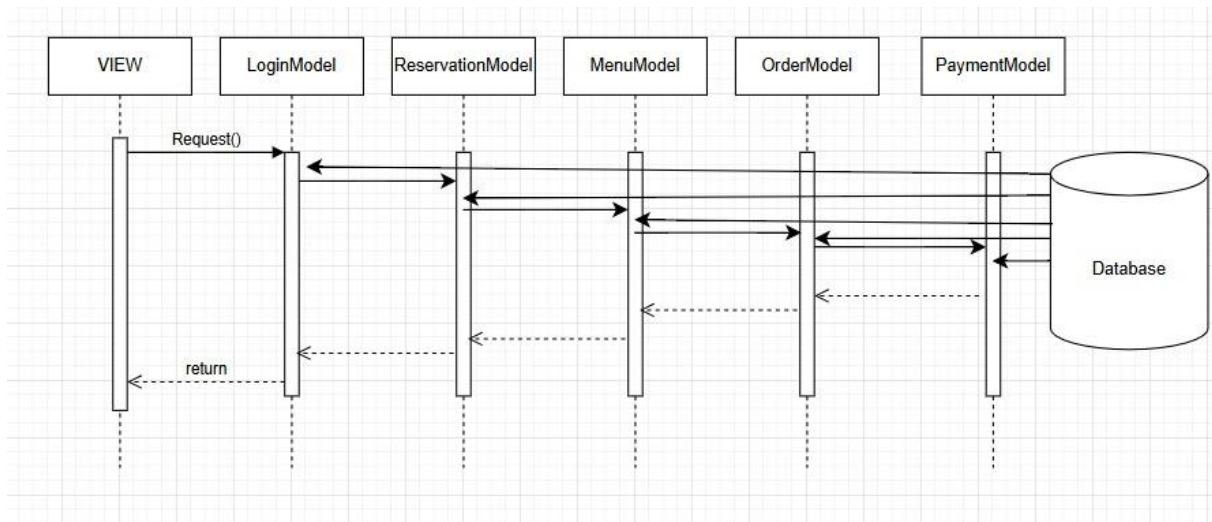 VIEW
LoginModel
ReservationModel
MenuModel
OrderModel
PaymentModel
Request()
Database
return